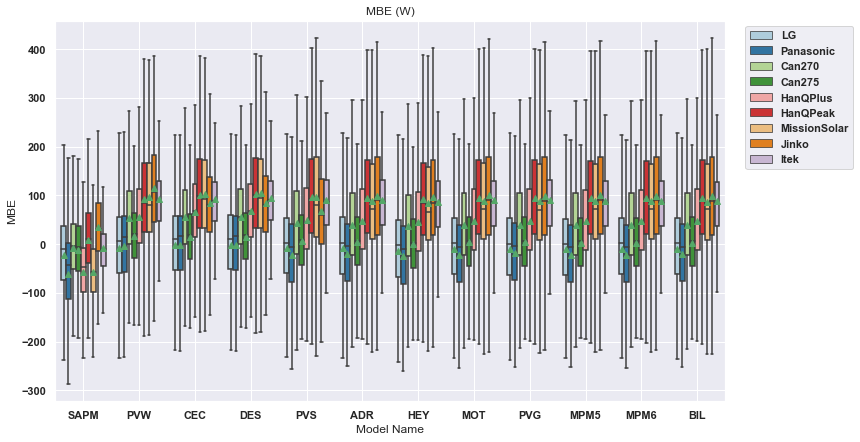 MBE (W)
400
300
200
100
0
−100
−200
−300
MBE
SAPM PVW CEC DES PVS ADR HEY MOT PVG MPM5 MPM6 BIL
Model Name
LG
Panasonic
Can270
Can275
HanQPlus
HanQPeak
MissionSolar
Jinko
Itek